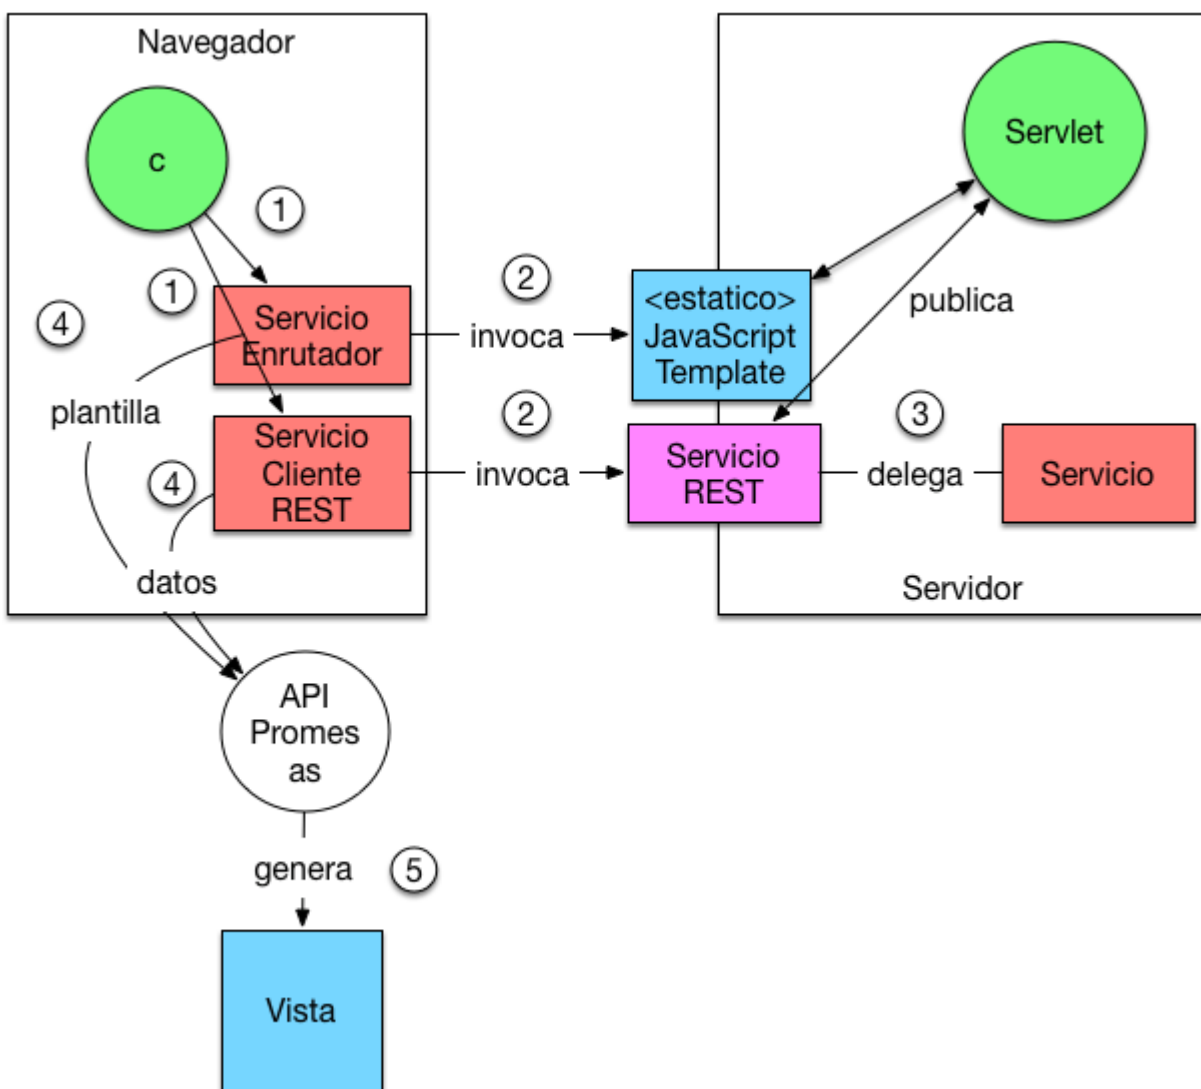 Navegador
c
1
1
Servicio
Enrutador
4
plantilla
Servicio
Cliente
REST
4
datos
2
invoca
2
invoca
Servlet
<estatico>
JavaScript
Template
publica
Servicio
REST
3
delega
Servicio
Servidor
API
Promes
as
genera
5
Vista